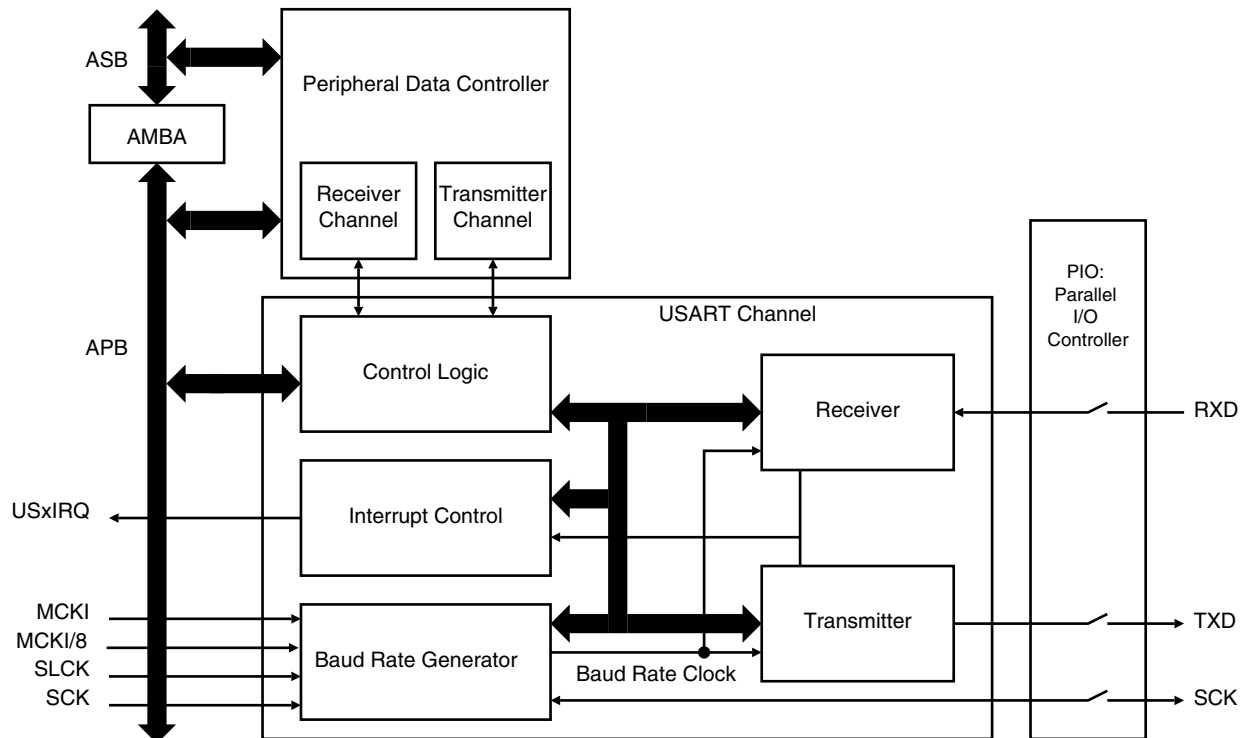 ASB
Peripheral Data Controller
AMBA
Receiver
Channel
Transmitter
Channel
PIO:
Parallel
I/O
Controller
USART Channel
APB
Control Logic
Receiver
RXD
USxIRQ
Interrupt Control
MCKI
MCKI/8
SLCK
SCK
Baud Rate Generator
Baud Rate Clock
Transmitter
TXD
SCK